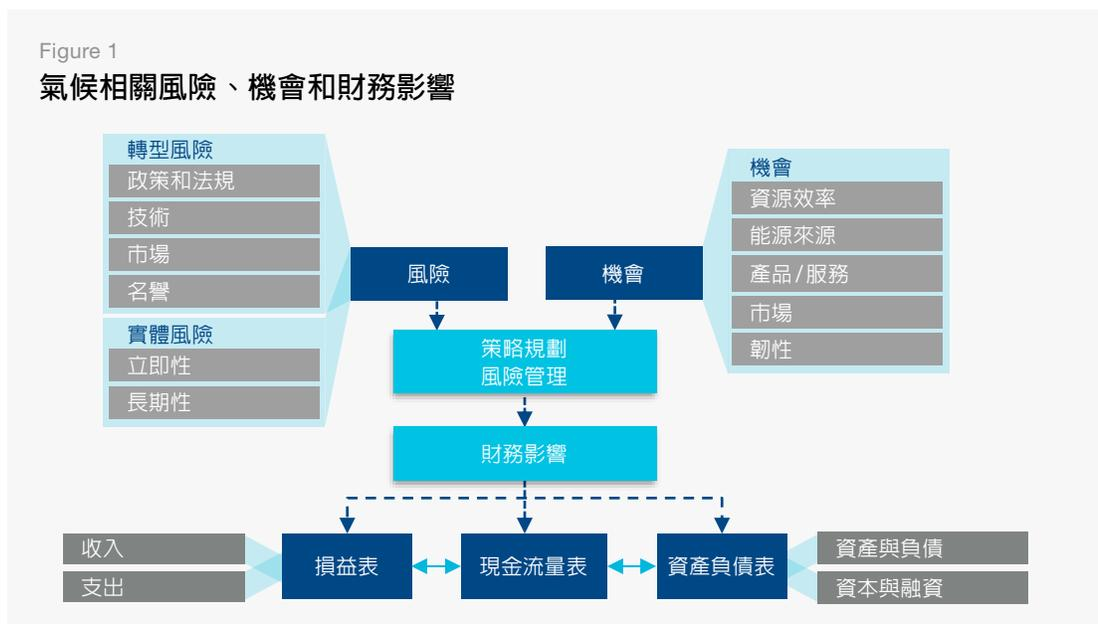 Figure 1
氣候相關風險、機會和財務影響
轉型風險
政策和法規
技術
市場
名譽
實體風險
立即性
長期性
風險
機會
機會
資源效率
能源來源
產品/服務
市場
韌性
策略規劃
風險管理
財務影響
收入
支出
損益表
現金流量表
資產負債表
資產與負債
資本與融資